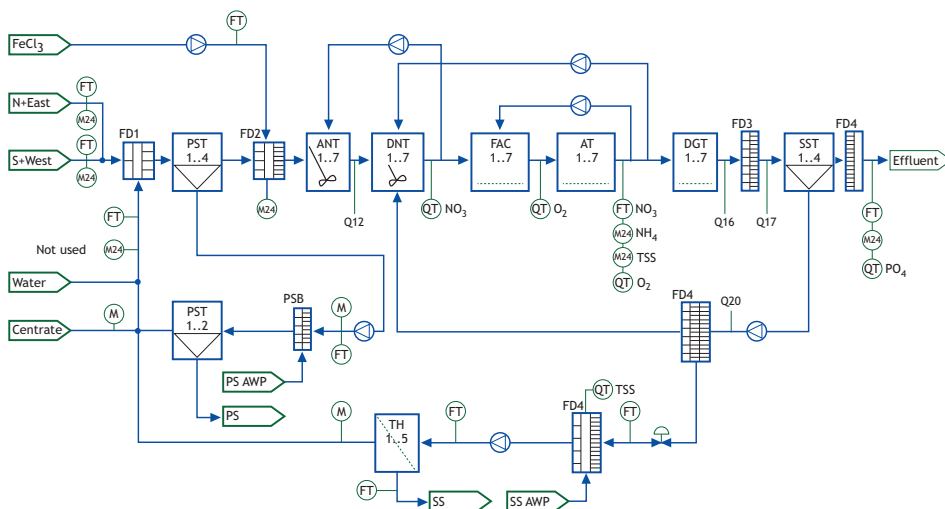 FT
FeCl3
FT
N+East
M24
FD1
PST
1..4
FD2
ANT
1..7
DNT
1..7
FAC
1..7
AT
1..7
DGT
1..7
FD3
SST
1..4
FD4
FT
S+West
M24
Effluent
M24
Q12
QT NO3
QT O2
FT NO3
M24 NH4
M24 TSS
QT O2
Q16
Q17
FT
M24
QT PO4
FT
Not used
M24
Water
Centrate
M
PST
1..2
PSB
M
FT
FD4
Q20
PS AWP
PS
M
TH
1..5
FT
FD4
QT TSS
FT
FT
SS
SS AWP